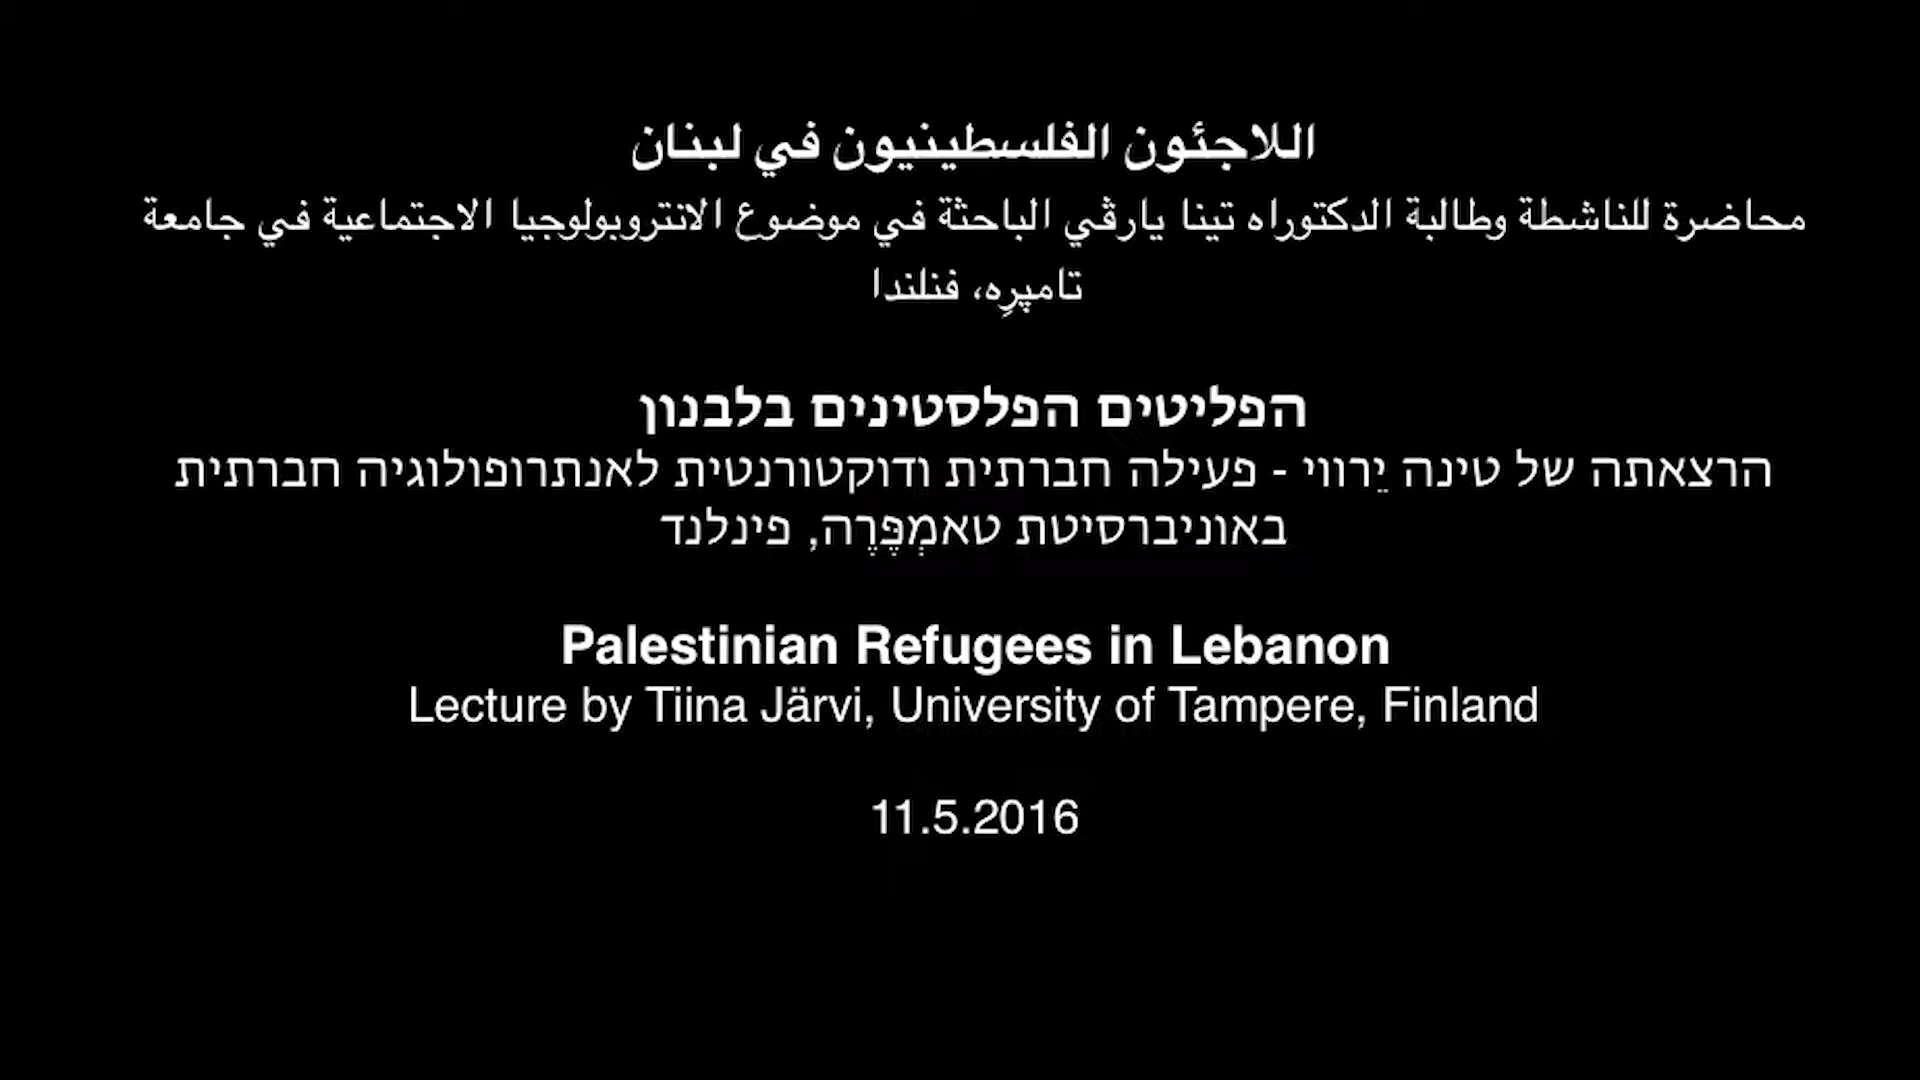 اللاجئون الفلسطينيون في لبنان
محاضرة للناشطة وطالبة الدكتوراه تينا يارڤي الباحثة في موضوع الانتروبولوجيا الاجتماعية في جامعة
تامپرِه، فنلندا
הפליטים הפלסטינים בלבנון
הרצאתה של טינה יֵרווי - פעילה חברתית ודוקטורנטית לאנתרופולוגיה חברתית
באוניברסיטת טאמְפֶּרֶה, פינלנד
Palestinian Refugees in Lebanon
Lecture by Tiina Järvi, University of Tampere, Finland
11.5.2016